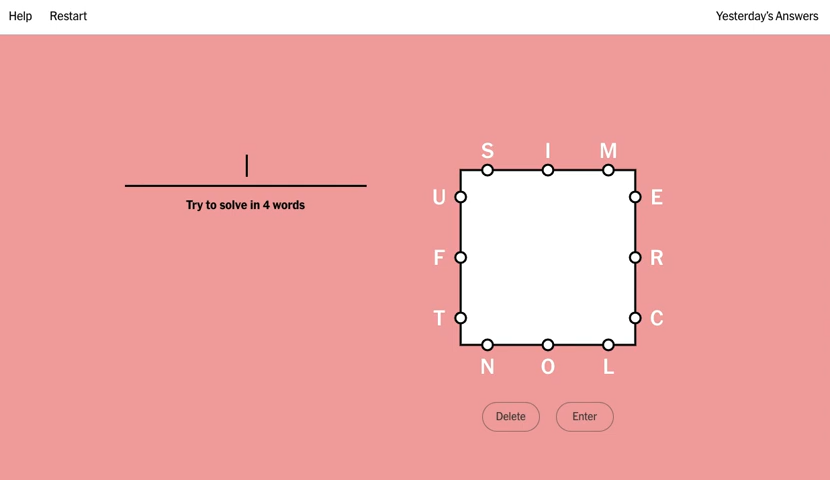 Help Restart Yesterday's Answers
S I M
U E
Try to solve in 4 words
F R
T C
N O L
Delete Enter